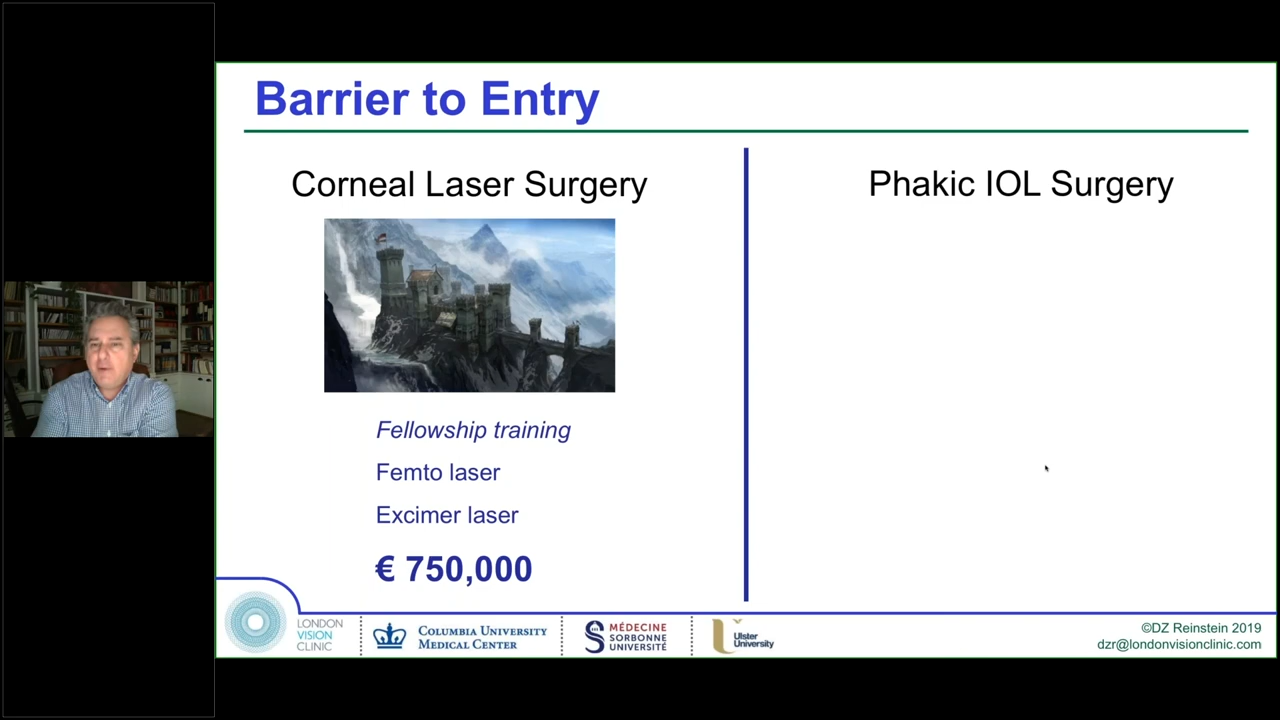 Barrier to Entry
Corneal Laser Surgery
Fellowship training
Femto laser
Excimer laser
€ 750,000
Phakic IOL Surgery
LONDON
VISION
CLINIC
COLUMBIA UNIVERSITY
MEDICAL CENTER
MÉDECINE
SORBONNE
UNIVERSITÉ
Ulster
University
©DZ Reinstein 2019
dzr@londonvisionclinic.com